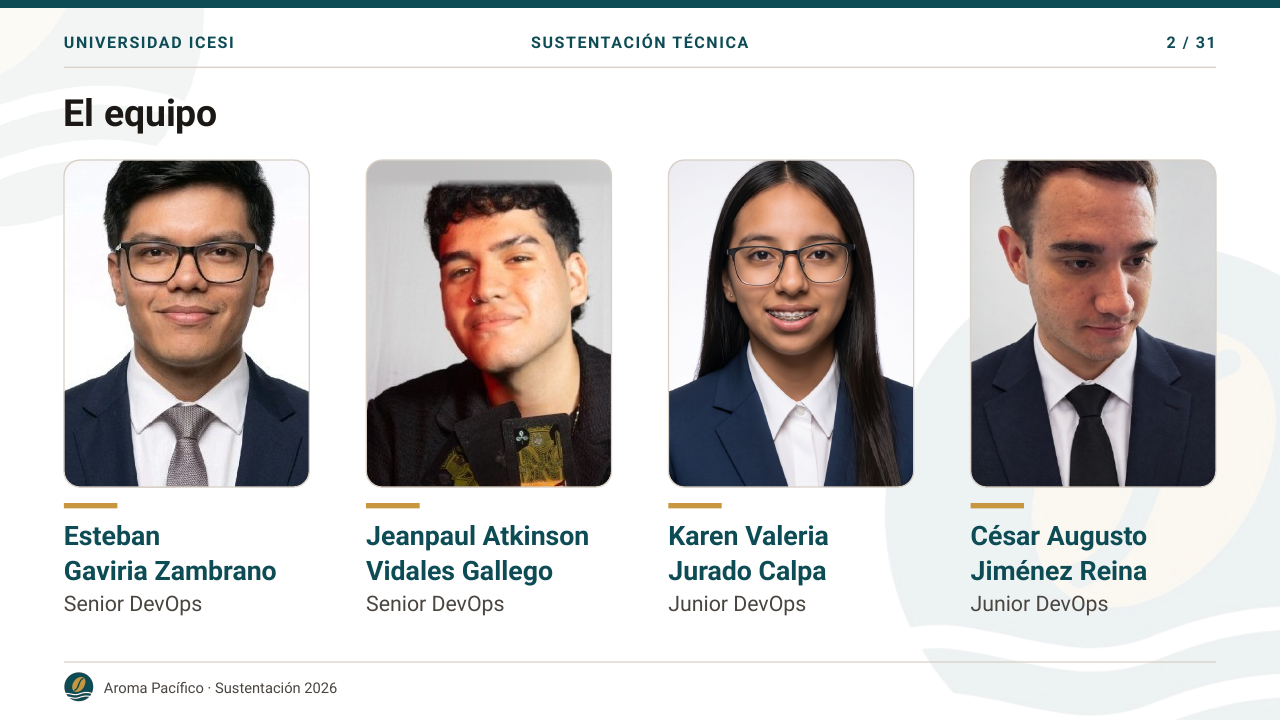 UNIVERSIDAD ICESI
SUSTENTACIÓN TÉCNICA
2 / 31
El equipo
Esteban
Gaviria Zambrano
Senior DevOps
Jeanpaul Atkinson
Vidales Gallego
Senior DevOps
Karen Valeria
Jurado Calpa
Junior DevOps
César Augusto
Jiménez Reina
Junior DevOps
Aroma Pacífico · Sustentación 2026